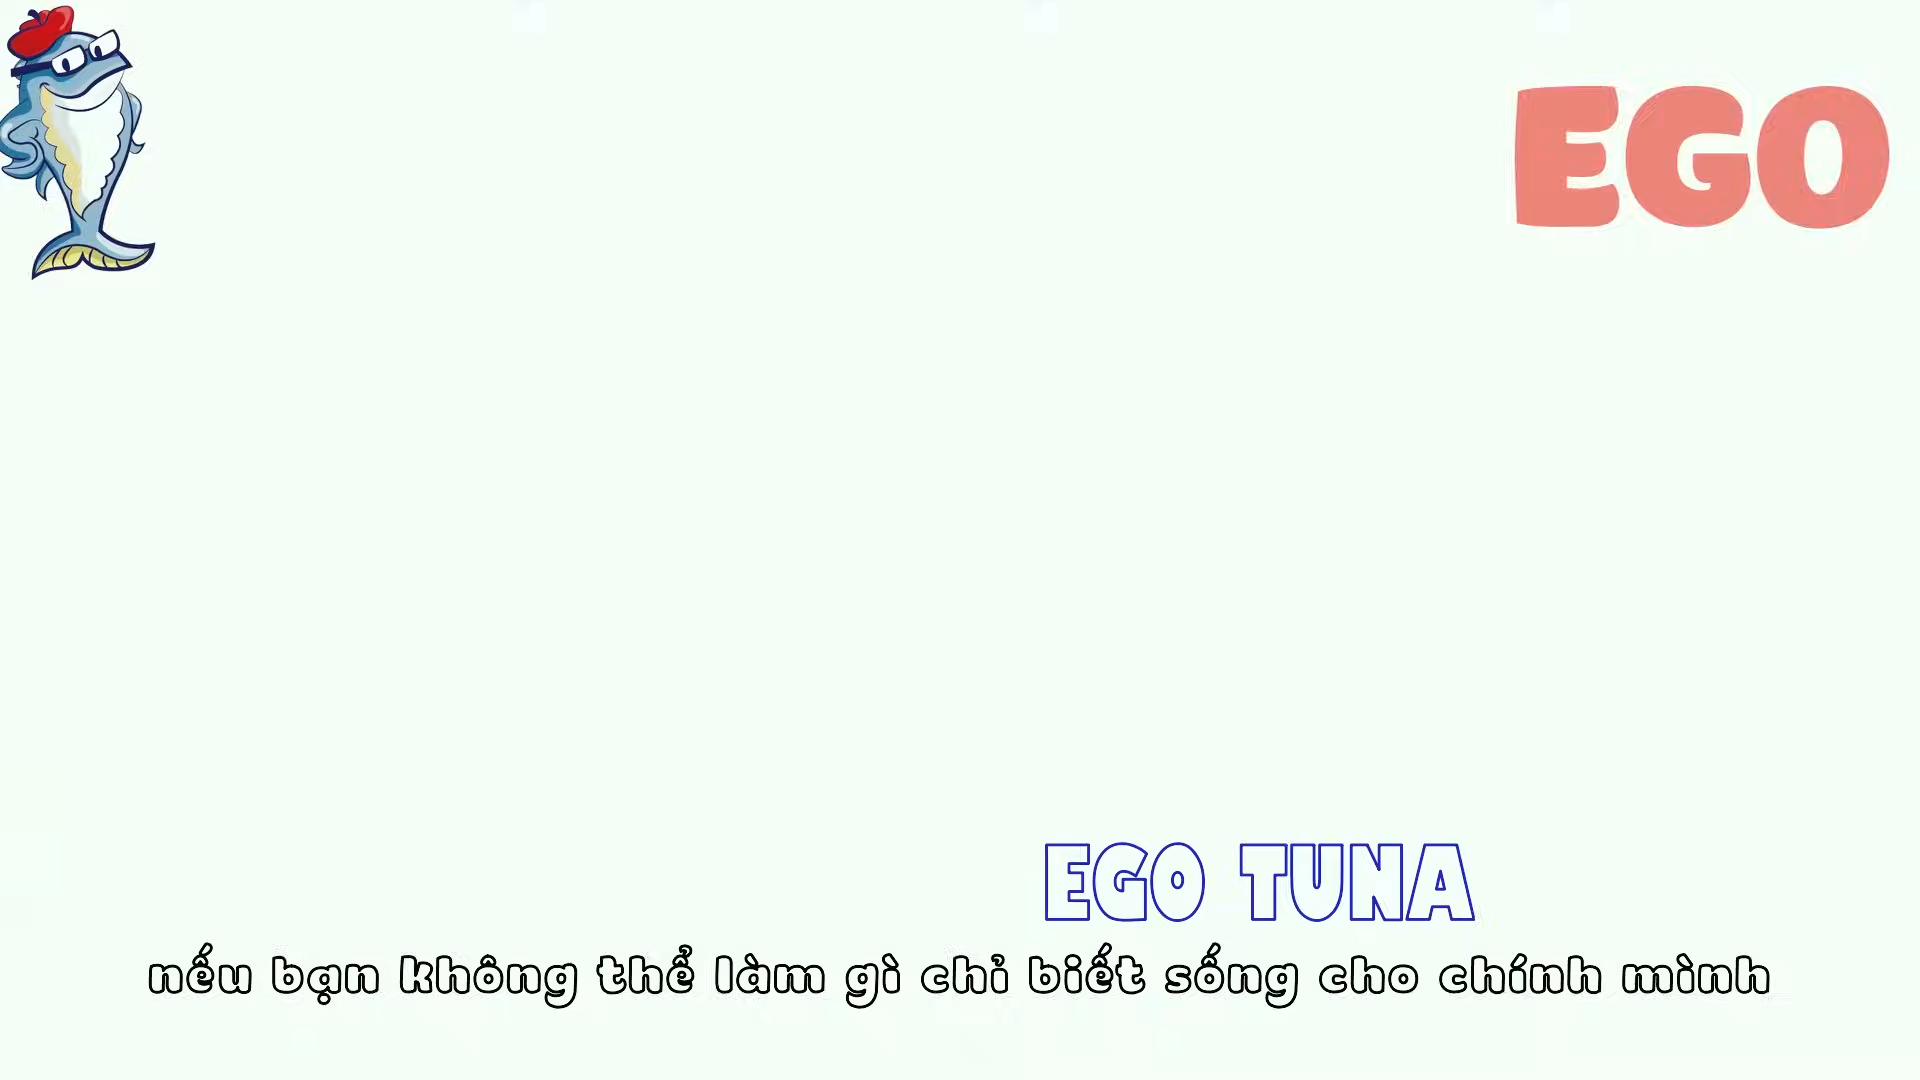 EGO
EGO TUNA
nếu bạn không thể làm gì chỉ biết sống cho chính mình